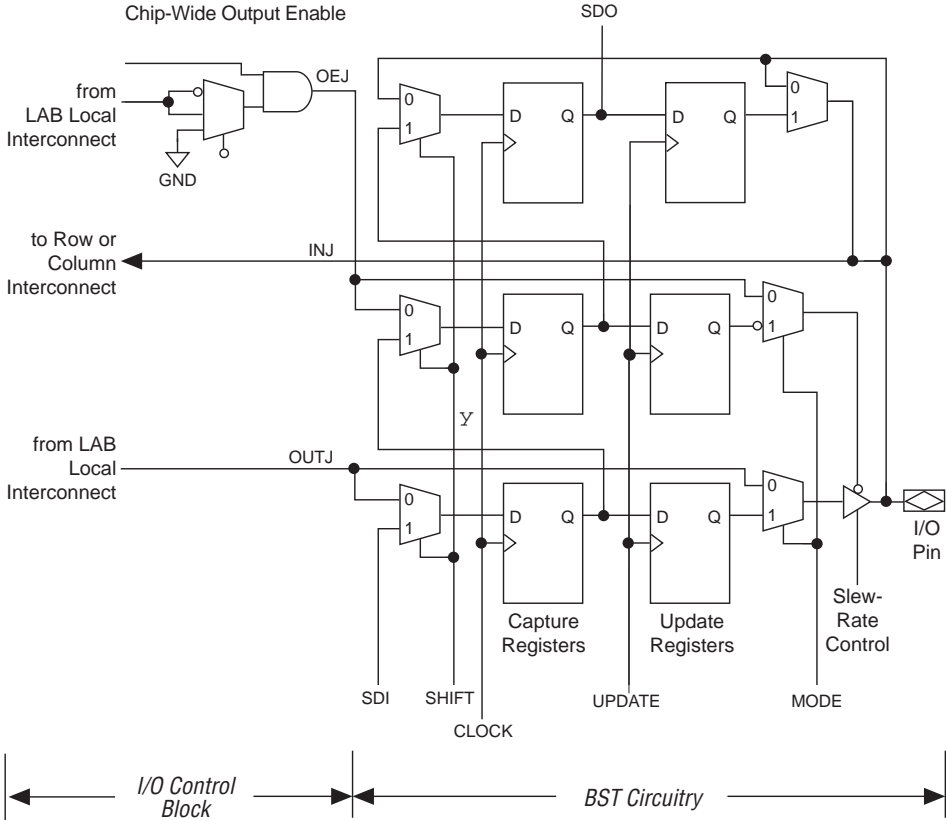 Chip-Wide Output Enable
SDO
from
LAB Local
Interconnect
OEJ
GND
0
1
D Q
D Q
0
1
to Row or
Column
Interconnect
INJ
0
1
D Q
D Q
0
1
y
from LAB
Local
Interconnect
OUTJ
0
1
D Q
D Q
0
1
I/O
Pin
Capture
Registers
Update
Registers
Slew-
Rate
Control
SDI
SHIFT
CLOCK
UPDATE
MODE
I/O Control
Block
BST Circuitry